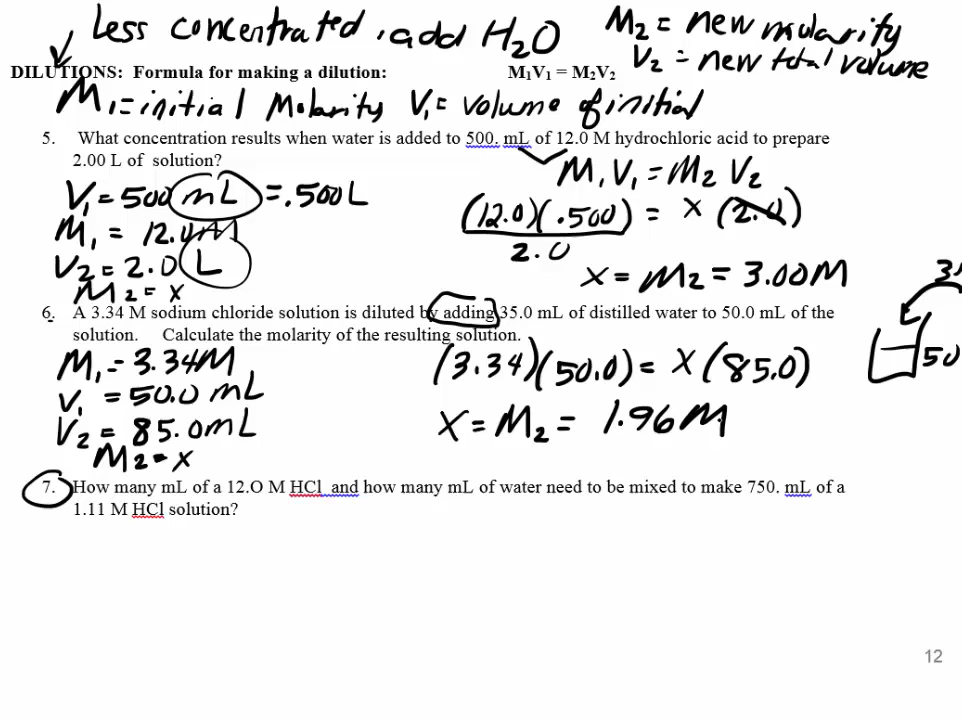 Less concentrated, add H2O
M2 = new molarity
V2 = new total volume
DILUTIONS: Formula for making a dilution: M1V1 = M2V2
M1 = initial Molarity V1 = volume of initial
5. What concentration results when water is added to 500. mL of 12.0 M hydrochloric acid to prepare
2.00 L of solution?
M1V1 = M2V2
V1 = 500 mL = .500L
(12.0)(.500) = x (2.0)
2.0
M1 = 12.0M
V2 = 2.0 L
M2 = x
x = M2 = 3.00M
6. A 3.34 M sodium chloride solution is diluted by adding 35.0 mL of distilled water to 50.0 mL of the
solution. Calculate the molarity of the resulting solution.
M1 = 3.34M
(3.34)(50.0) = x (85.0)
50
V1 = 50.0 mL
V2 = 85.0mL
x = M2 = 1.96M
M2 = x
7. How many mL of a 12.O M HCl and how many mL of water need to be mixed to make 750. mL of a
1.11 M HCl solution?
12